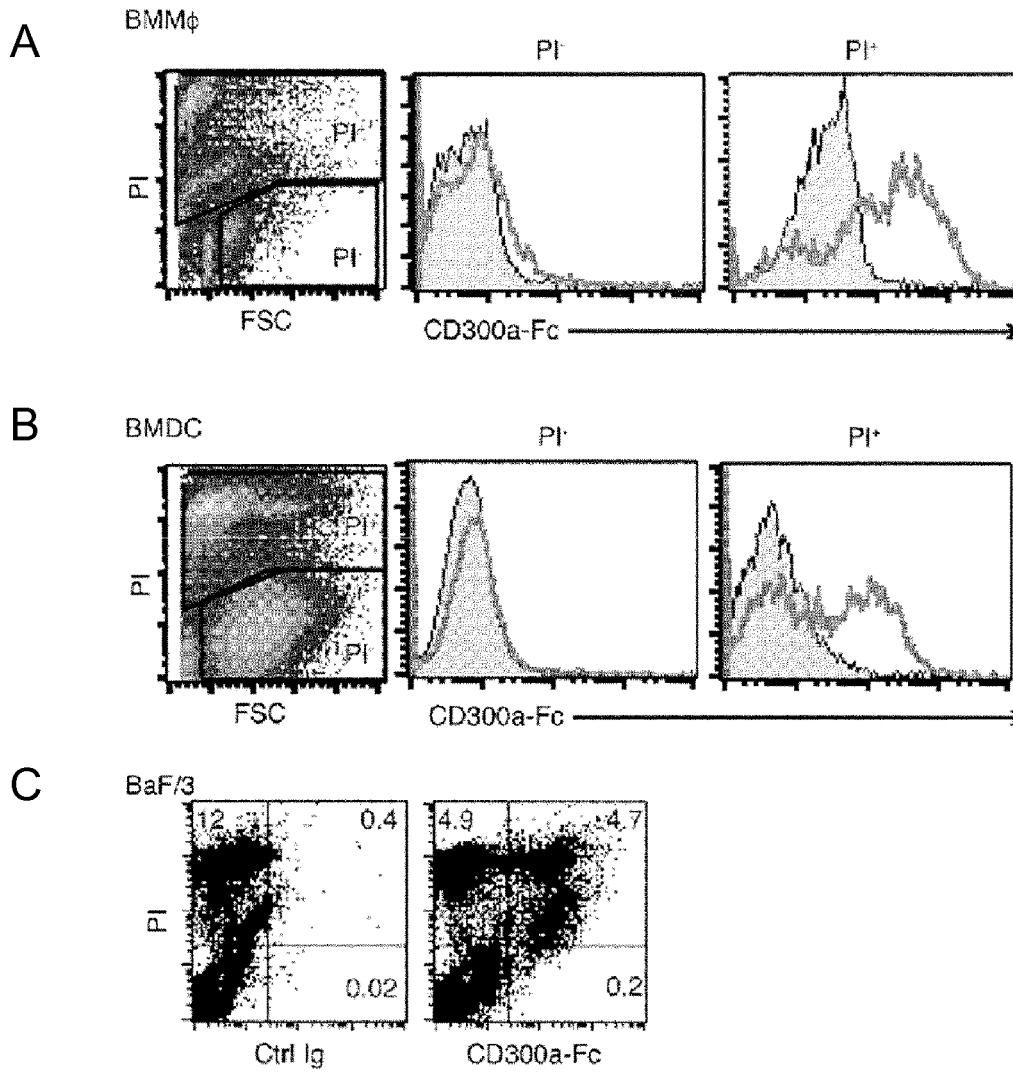 A
BMMϕ
PI-
PI+
PI
PI+
PI-
FSC
CD300a-Fc
B
BMDC
PI-
PI+
PI
PI+
PI-
FSC
CD300a-Fc
C
BaF/3
12
0.4
4.9
4.7
PI
0.02
0.2
Ctrl Ig
CD300a-Fc